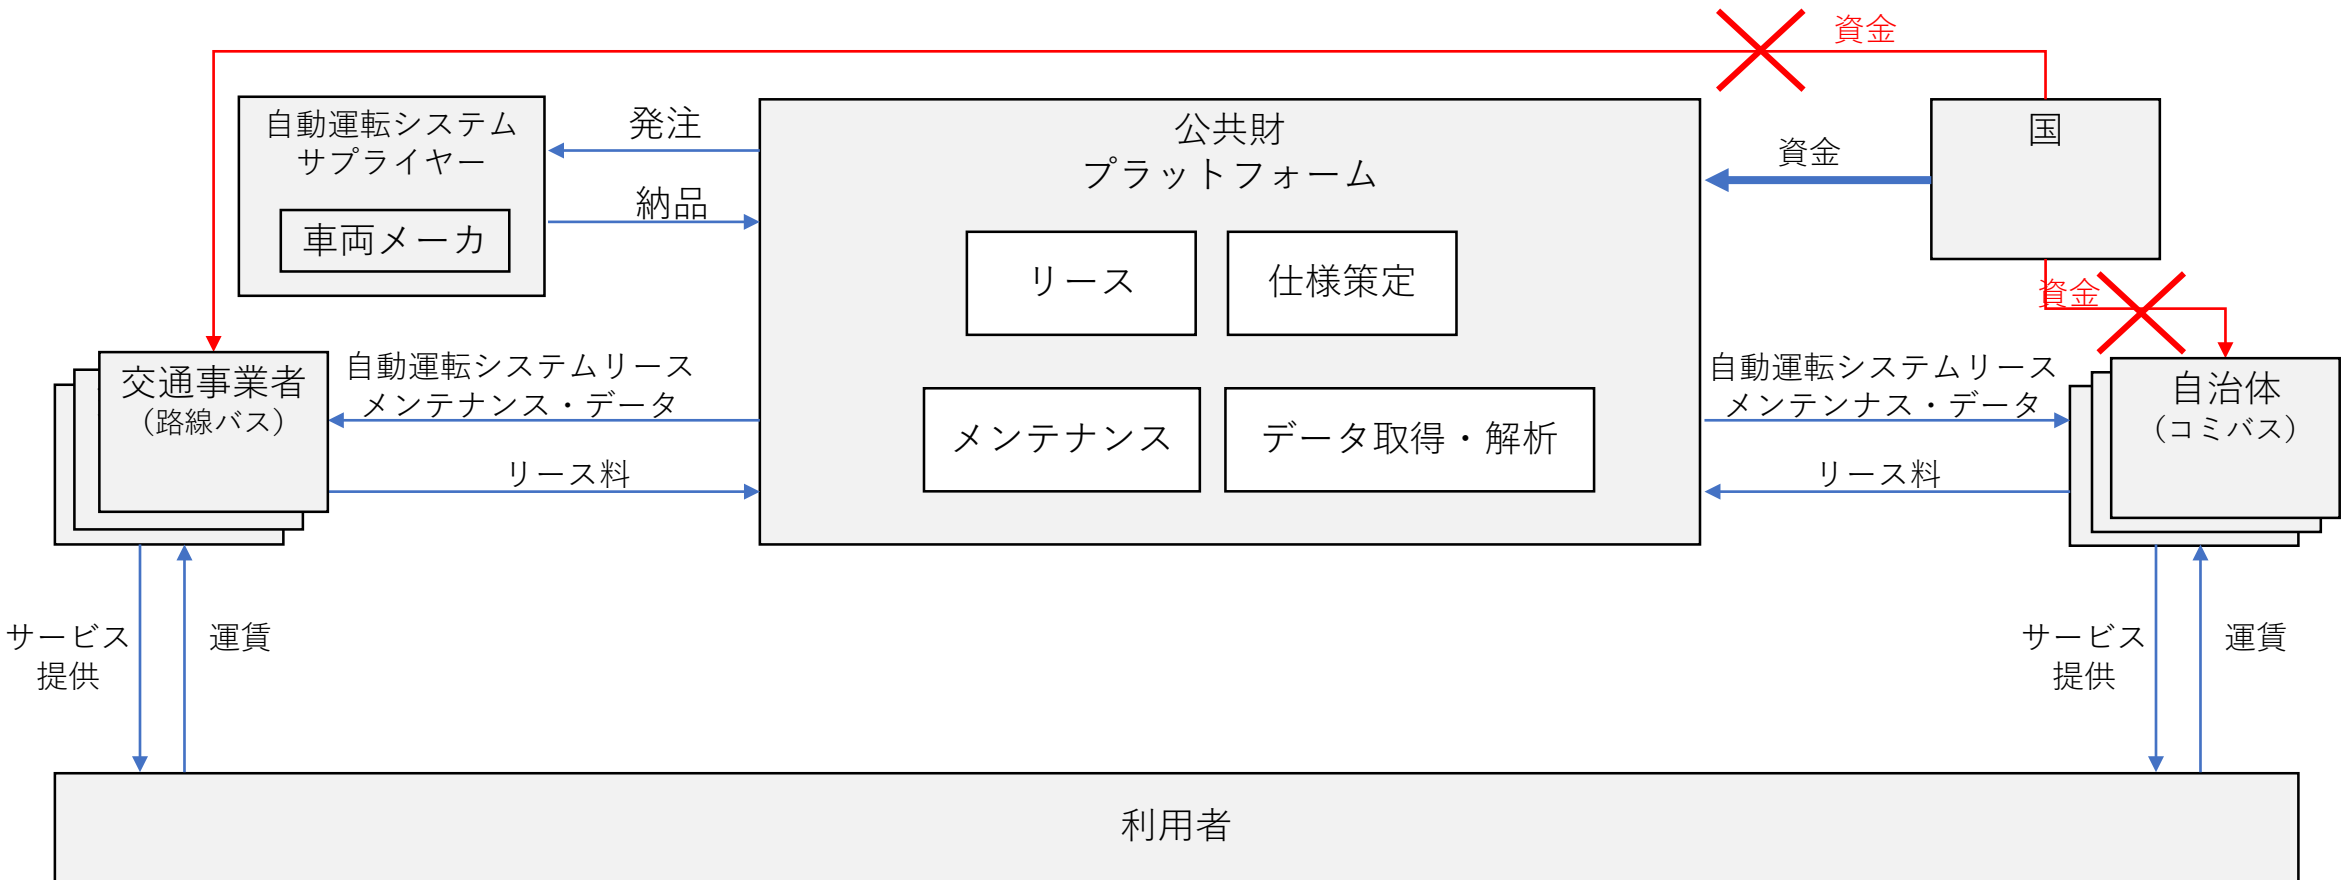 資金
自動運転システム
サプライヤー
車両メーカ
発注
納品
公共財
プラットフォーム
リース
仕様策定
メンテナンス
データ取得・解析
資金
国
資金
交通事業者
（路線バス）
自動運転システムリース
メンテナンス・データ
リース料
自動運転システムリース
メンテンナス・データ
リース料
自治体
（コミバス）
サービス
提供
運賃
サービス
提供
運賃
利用者